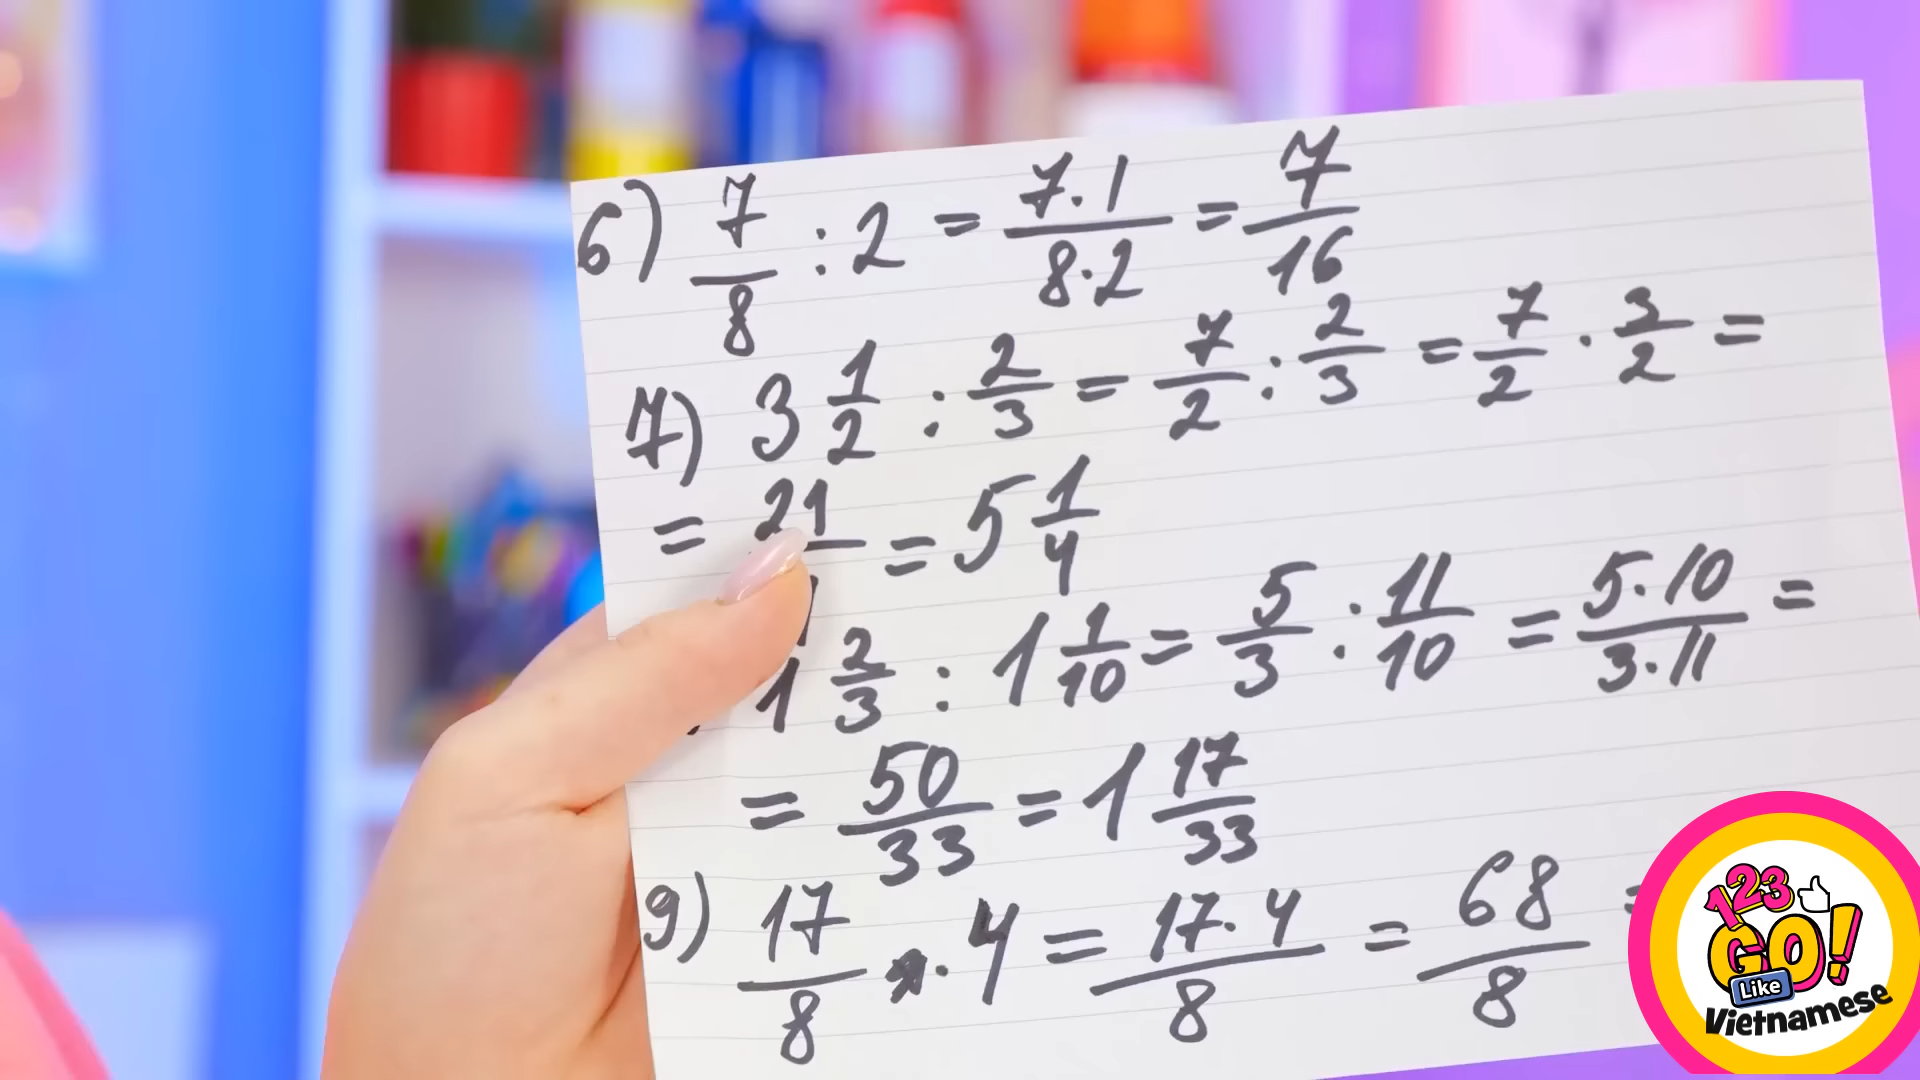 6) 7/8 : 2 = 7·1/8·2 = 7/16
7) 3 1/2 : 2/3 = 7/2 : 2/3 = 7/2 · 3/2 =
= 21/ = 5 1/4
1 2/3 : 1 1/10 = 5/3 : 11/10 = 5·10/3·11 =
= 50/33 = 1 17/33
9) 17/8 · 4 = 17·4/8 = 68/8 =
123
GO!
Like
Vietnamese